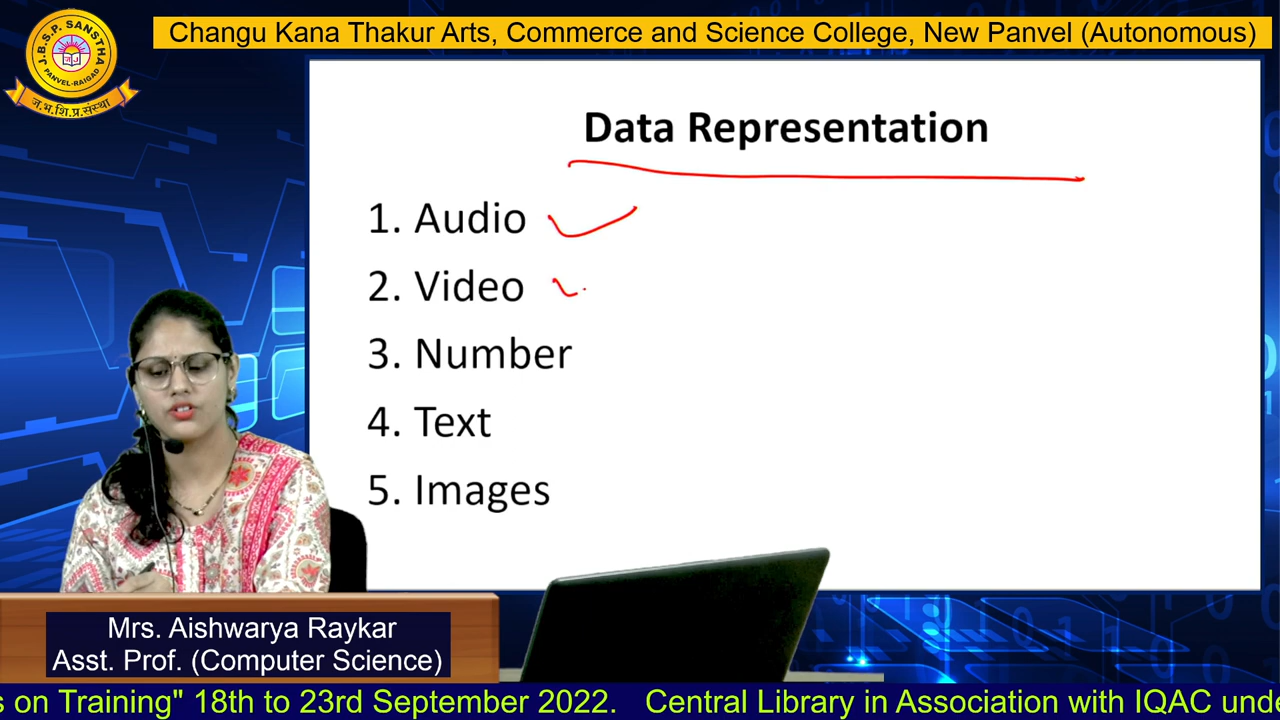 Changu Kana Thakur Arts, Commerce and Science College, New Panvel (Autonomous)
J.B.S.P. SANSTHA
PANVEL-RAIGAD
ज.भ.शि.प्र.संस्था
Data Representation
1. Audio
2. Video
3. Number
4. Text
5. Images
Mrs. Aishwarya Raykar
Asst. Prof. (Computer Science)
s on Training" 18th to 23rd September 2022. Central Library in Association with IQAC unde